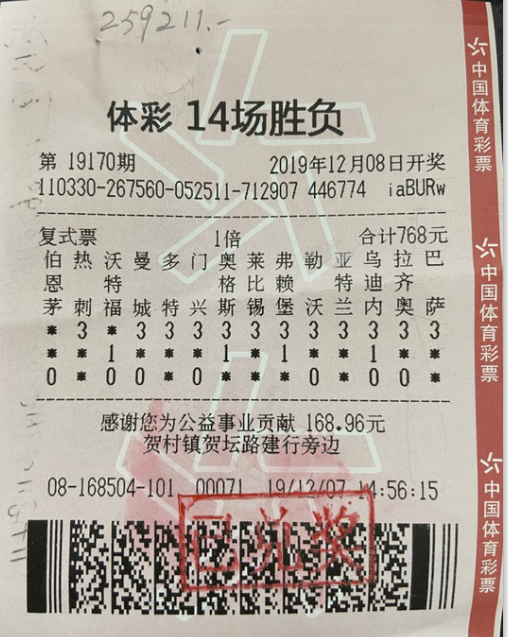 259211.-
体彩 14场胜负
第 19170期 2019年12月08日开奖
110330-267560-052511-712907 446774 iaBURw
复式票 1倍 合计768元
伯恩茅 热刺 沃特福 曼城 多特 门兴 奥格斯 莱比锡 弗赖堡 勒沃 亚特兰 乌迪内 拉齐奥 巴萨
* 3 * 3 3 3 3 3 3 3 3 3 3 3
* * 1 * * * 1 * 1 * * 1 * *
0 * 0 0 * 0 * * * 0 * 0 0 *
感谢您为公益事业贡献 168.96元
贺村镇贺坛路建行旁边
08-168504-101 00071 19/12/07 14:56:15
已兑奖
中国体育彩票
中国体育彩票
中国体育彩票